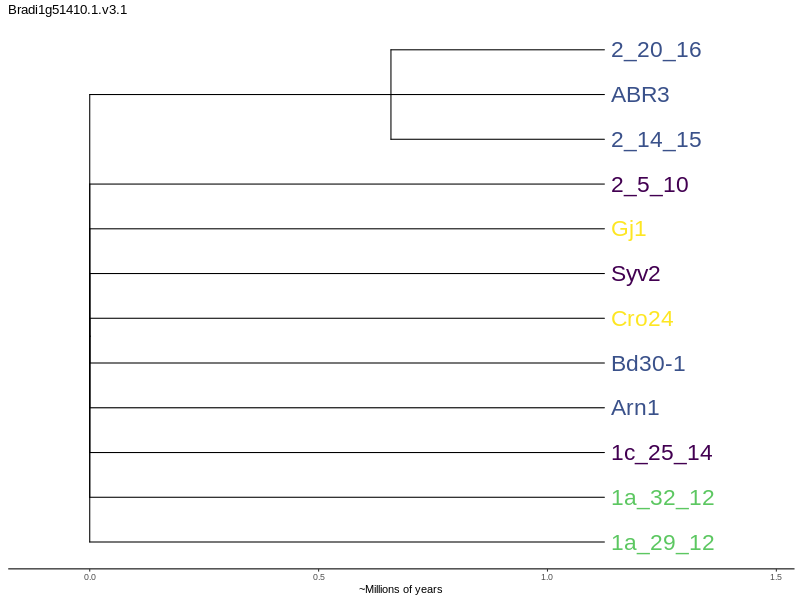 Bradi1g51410.1.v3.1
2_20_16
ABR3
2_14_15
2_5_10
Gj1
Syv2
Cro24
Bd30-1
Arn1
1c_25_14
1a_32_12
1a_29_12
0.0 0.5 1.0 1.5
~Millions of years